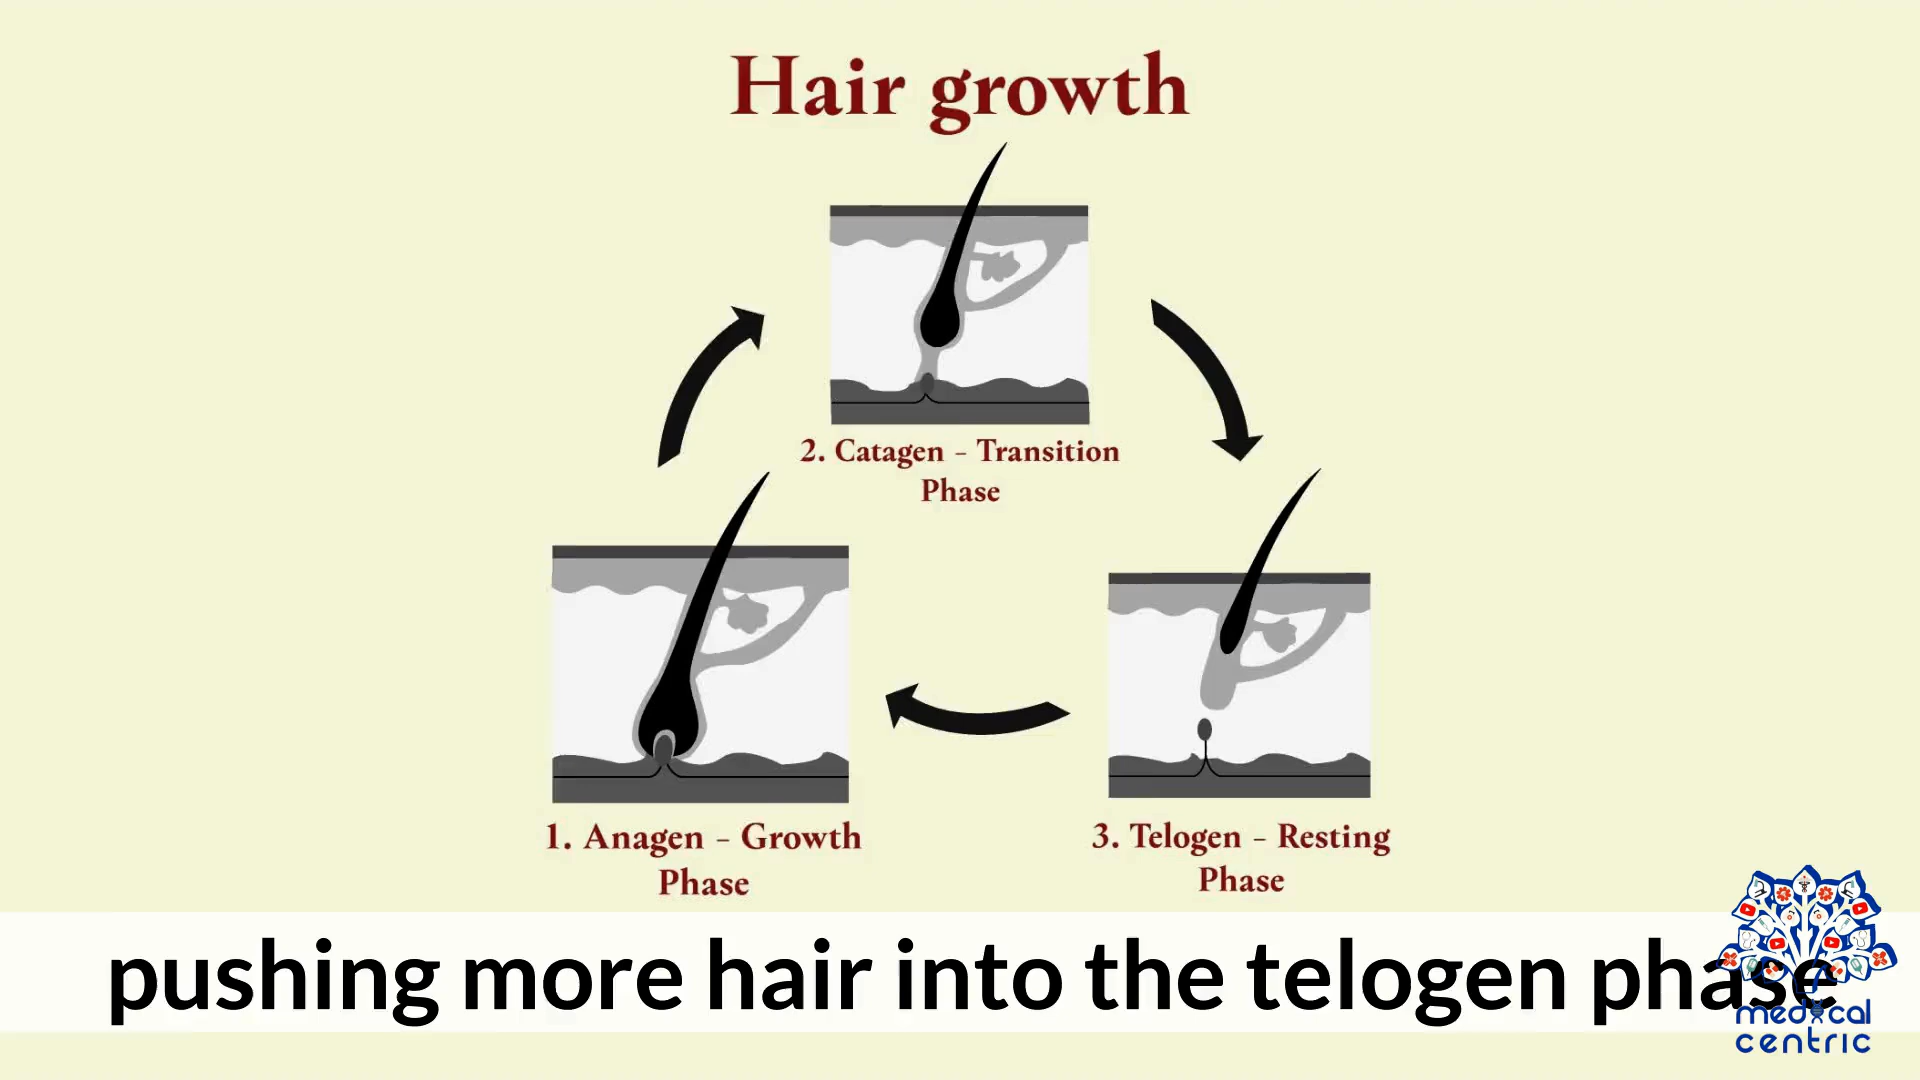 Hair growth
2. Catagen - Transition
Phase
1. Anagen - Growth
Phase
3. Telogen - Resting
Phase
pushing more hair into the telogen phase
medical
centric